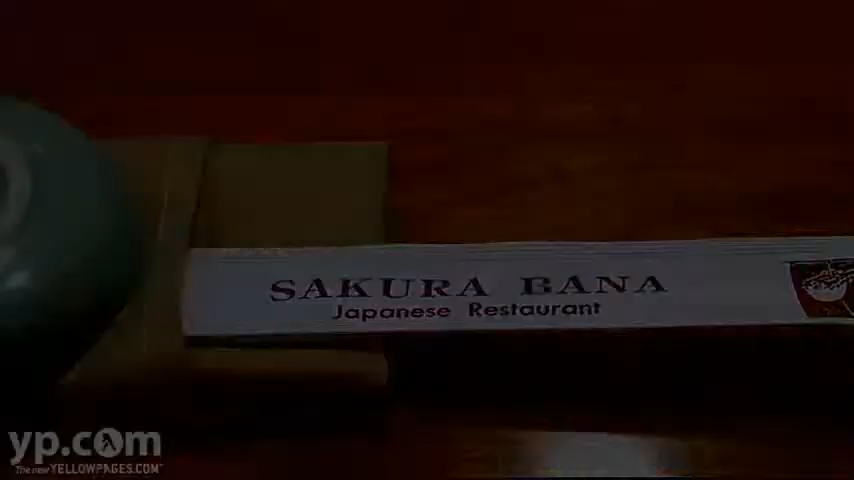 SAKURA BANA
Japanese Restaurant
yp.com
The new YELLOWPAGES.COM